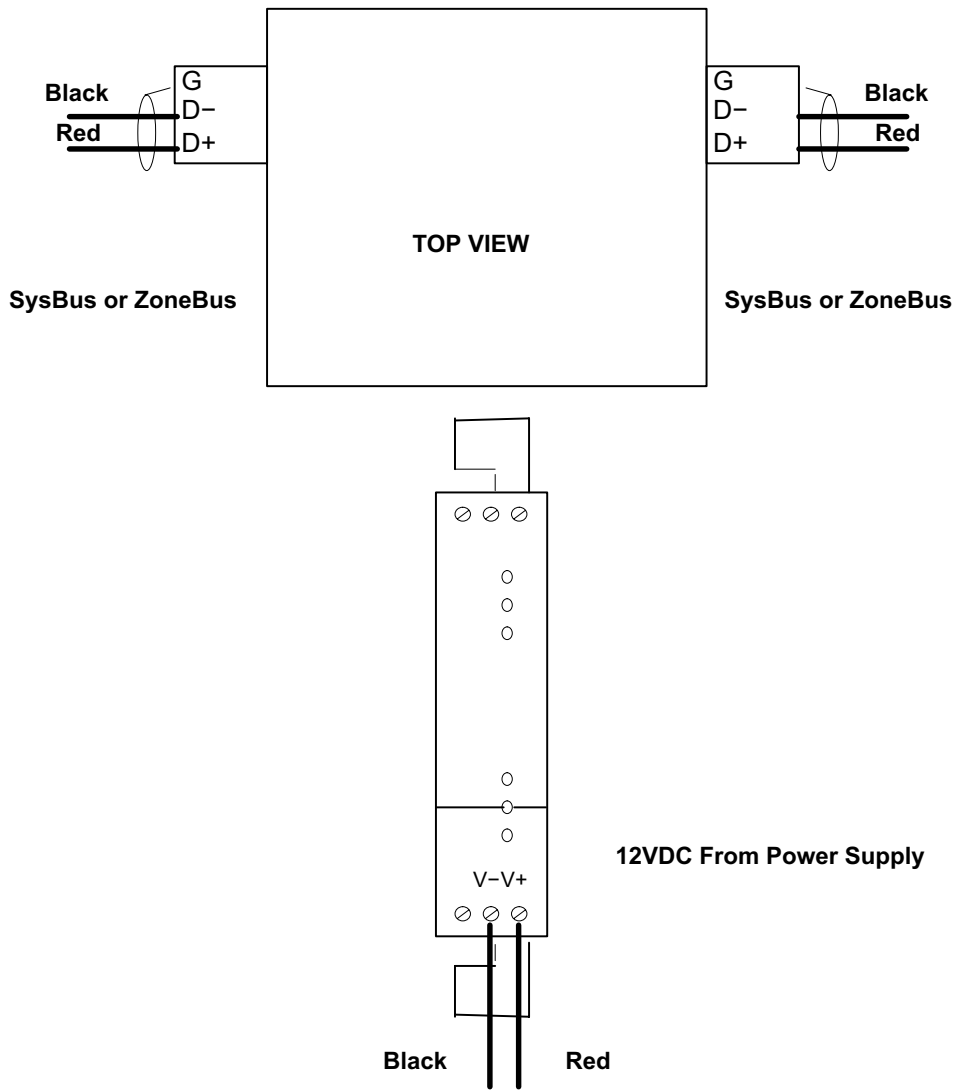 G
Black
D−
Red
D+
G
D−
Black
D+
Red
TOP VIEW
SysBus or ZoneBus
SysBus or ZoneBus
12VDC From Power Supply
V−V+
Black
Red